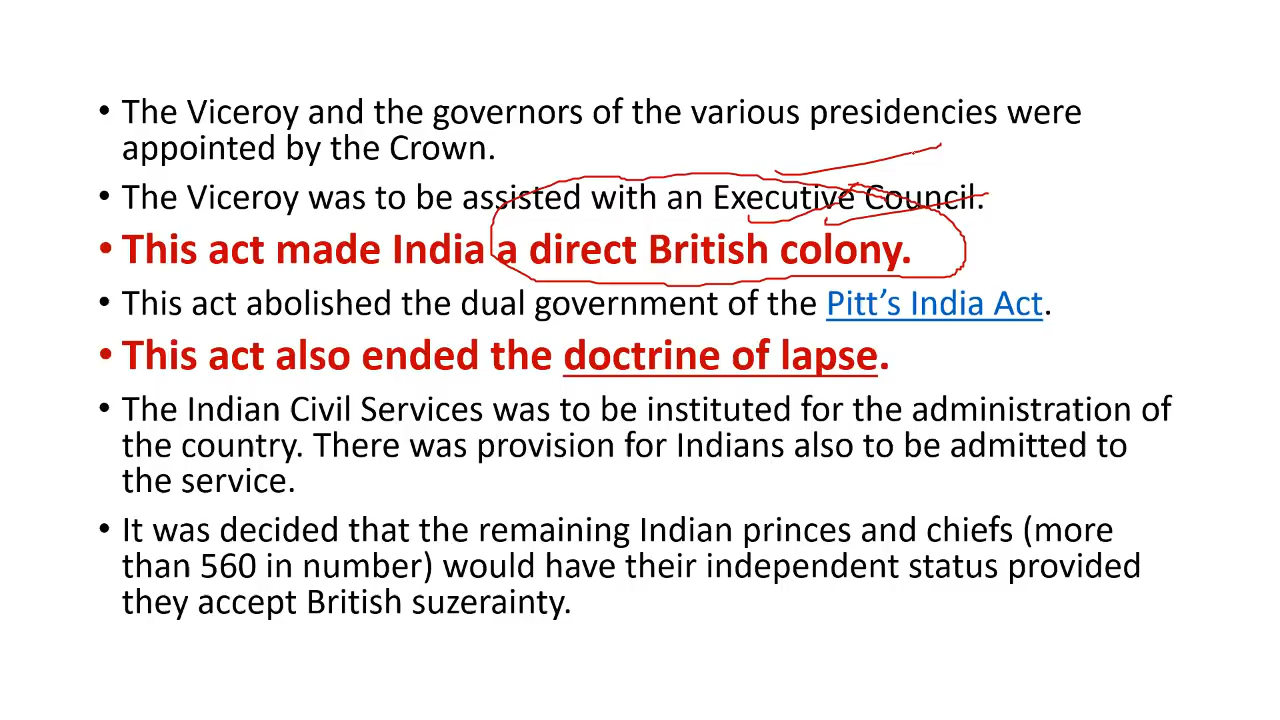 • The Viceroy and the governors of the various presidencies were
appointed by the Crown.
• The Viceroy was to be assisted with an Executive Council.
• This act made India a direct British colony.
• This act abolished the dual government of the Pitt’s India Act.
• This act also ended the doctrine of lapse.
• The Indian Civil Services was to be instituted for the administration of
the country. There was provision for Indians also to be admitted to
the service.
• It was decided that the remaining Indian princes and chiefs (more
than 560 in number) would have their independent status provided
they accept British suzerainty.